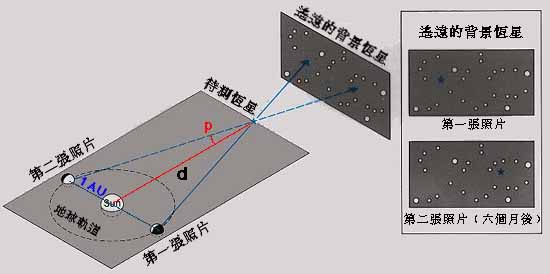 遙遠的背景恆星
待測恆星
p
d
第二張照片
1 AU
Sun
地球軌道
第一張照片
遙遠的背景恆星
第一張照片
第二張照片(六個月後)